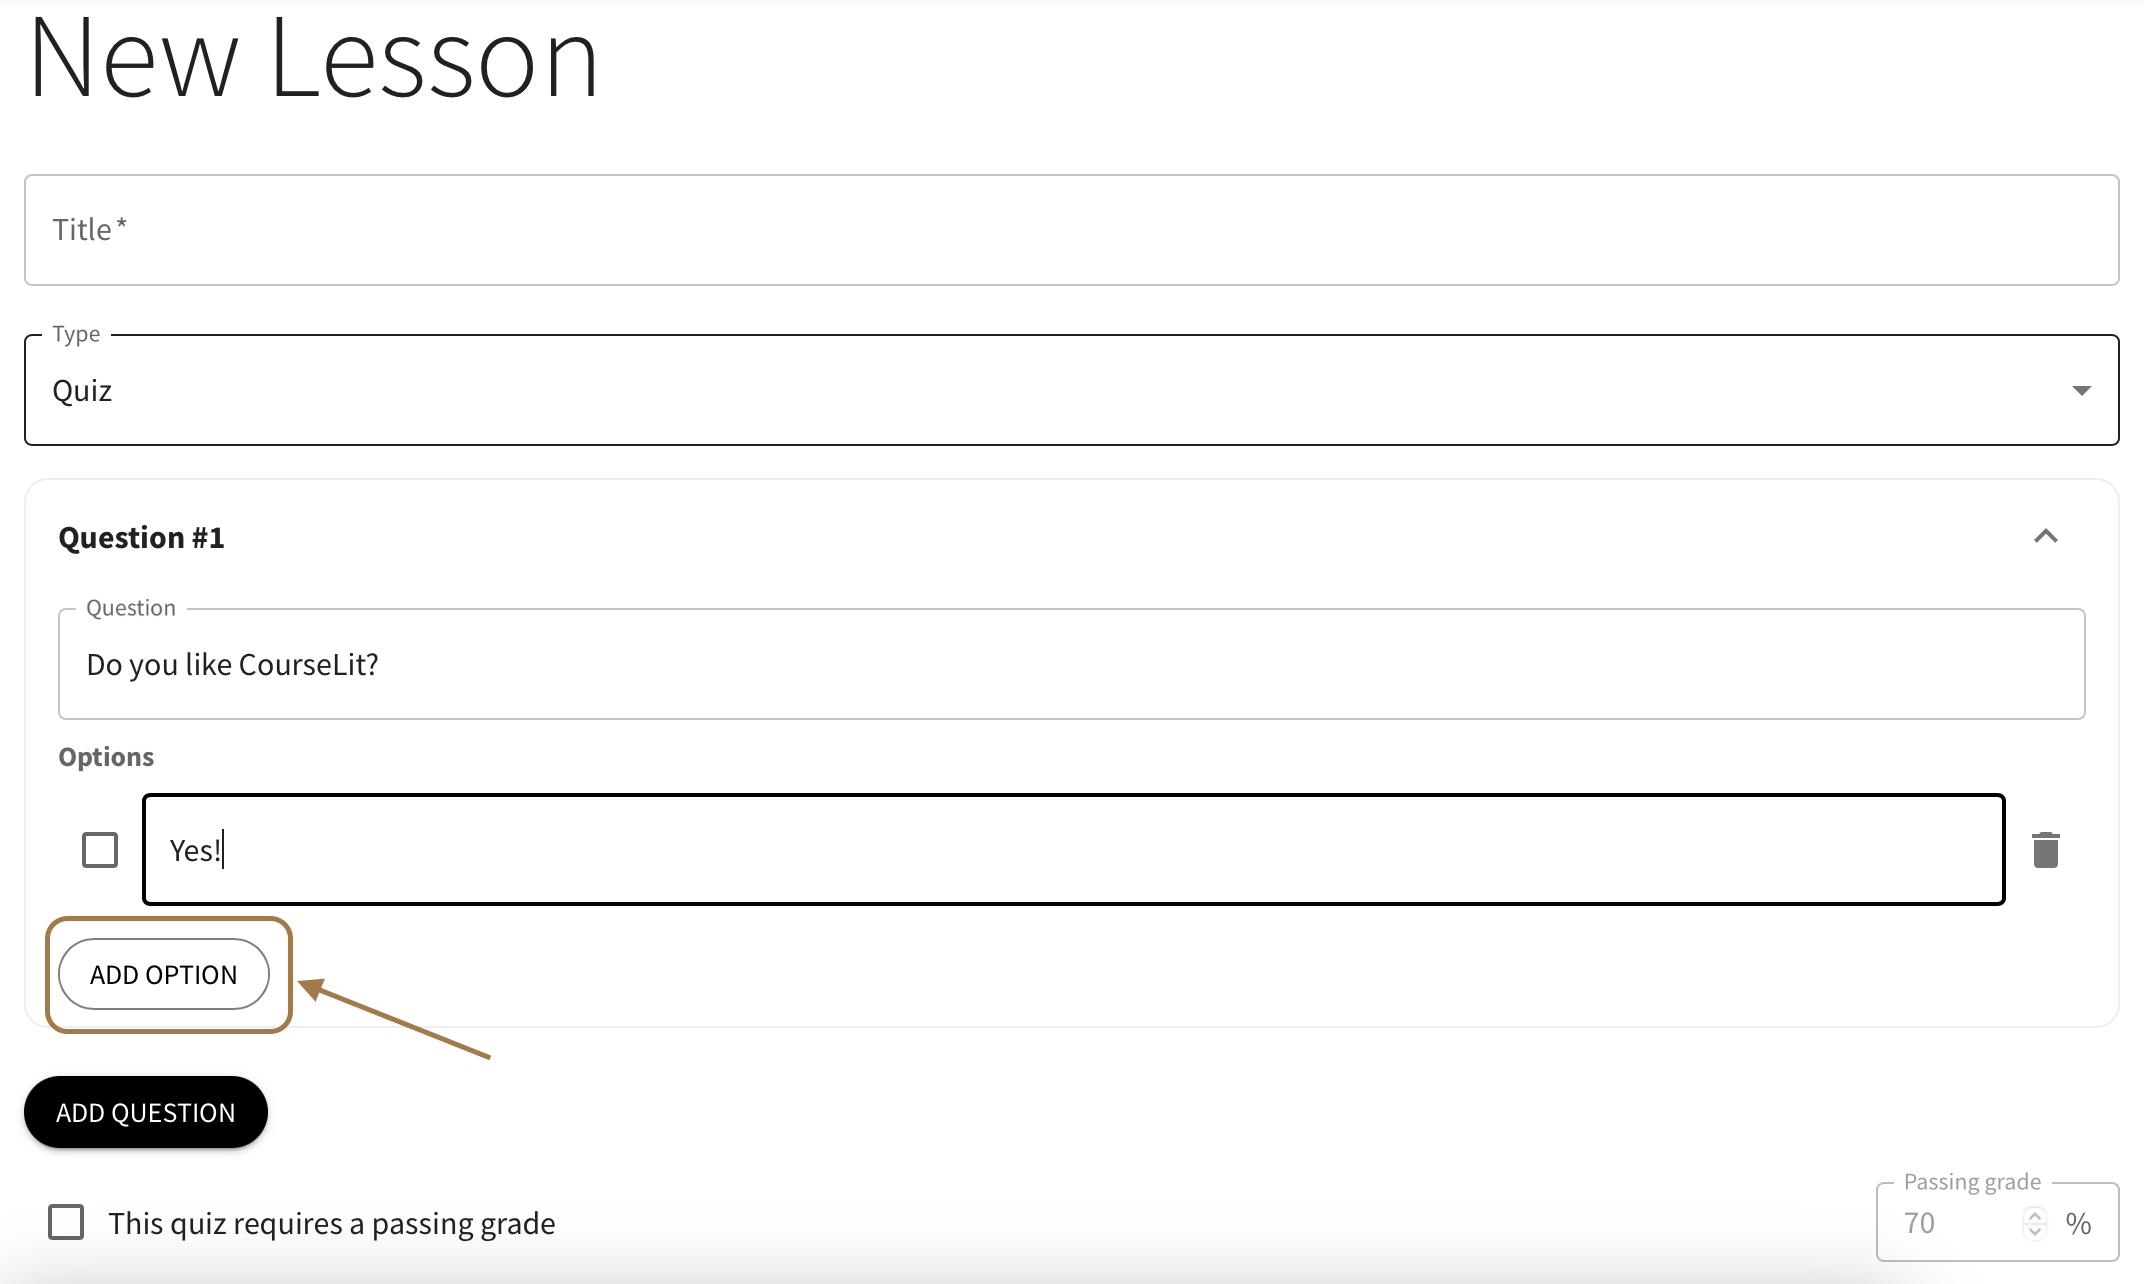 New Lesson
Title *
Type
Quiz
Question #1
Question
Do you like CourseLit?
Options
Yes!
ADD OPTION
ADD QUESTION
This quiz requires a passing grade
Passing grade
70 %